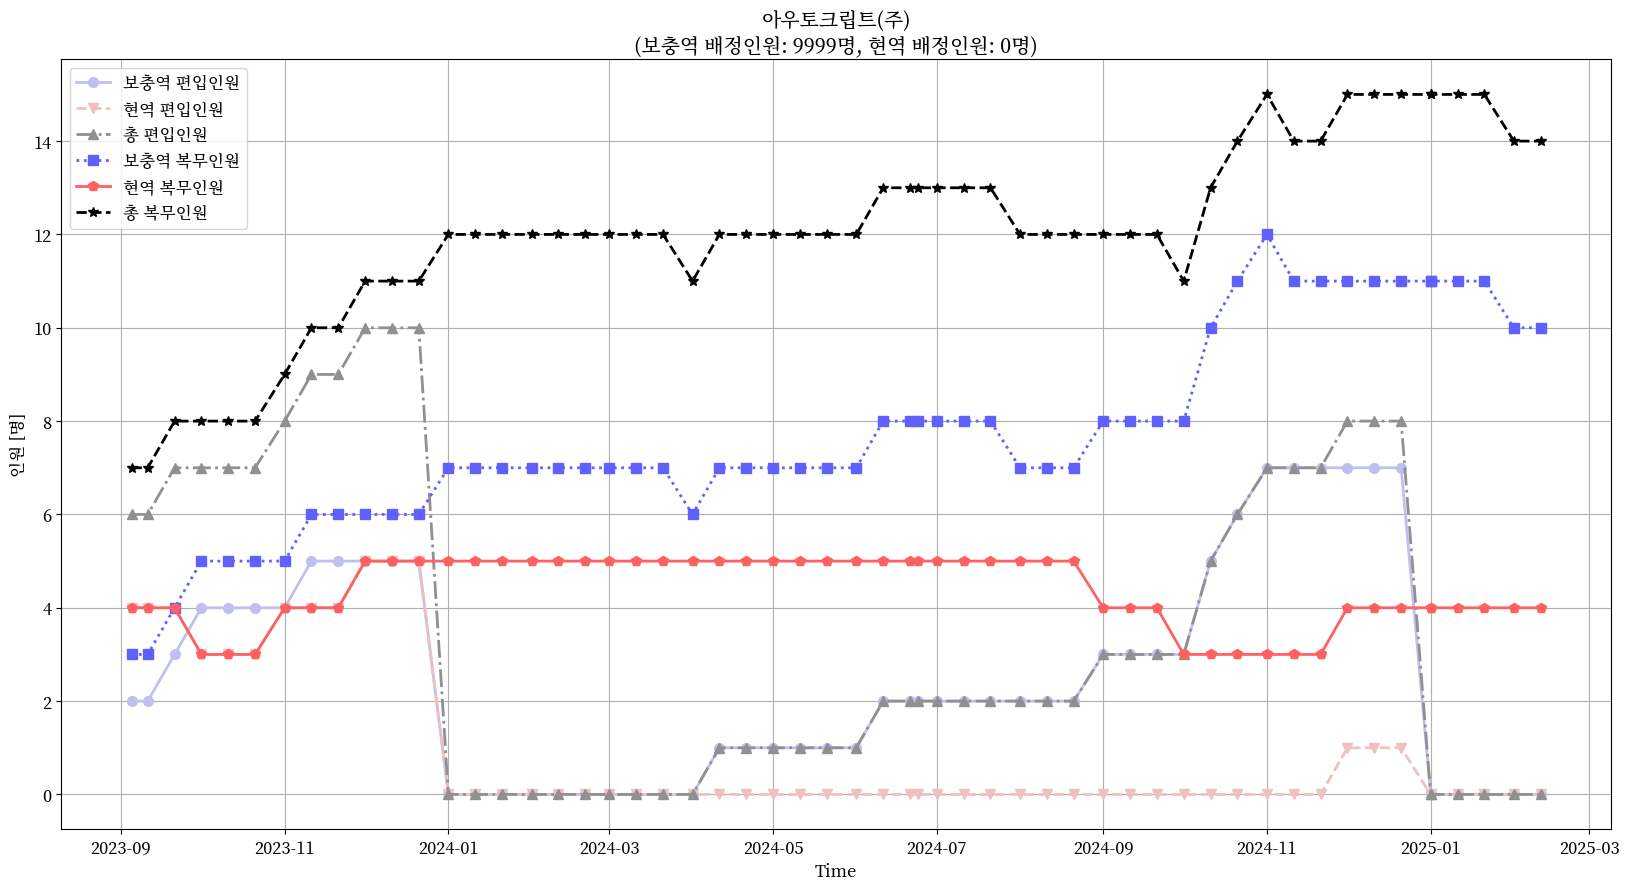 아우토크립트(주)
(보충역 배정인원: 9999명, 현역 배정인원: 0명)
보충역 편입인원
현역 편입인원
총 편입인원
보충역 복무인원
현역 복무인원
총 복무인원
인원 [명]
14
12
10
8
6
4
2
0
2023-09
2023-11
2024-01
2024-03
2024-05
2024-07
2024-09
2024-11
2025-01
2025-03
Time